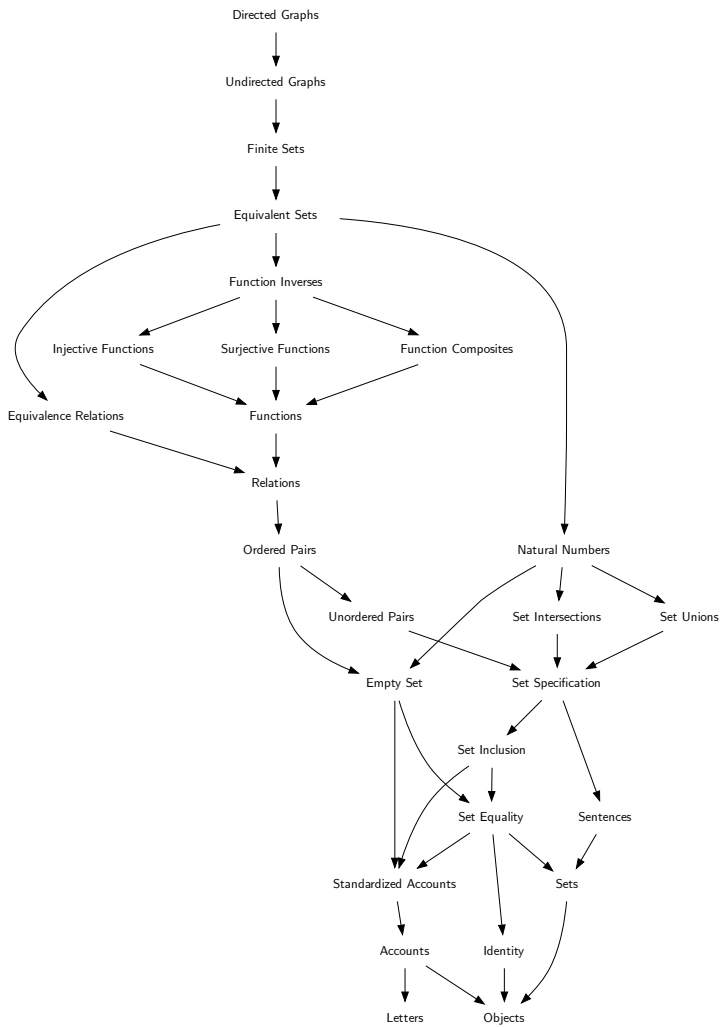 Directed Graphs
Undirected Graphs
Finite Sets
Equivalent Sets
Function Inverses
Injective Functions
Surjective Functions
Function Composites
Equivalence Relations
Functions
Relations
Ordered Pairs
Natural Numbers
Unordered Pairs
Set Intersections
Set Unions
Empty Set
Set Specification
Set Inclusion
Set Equality
Sentences
Standardized Accounts
Sets
Accounts
Identity
Letters
Objects